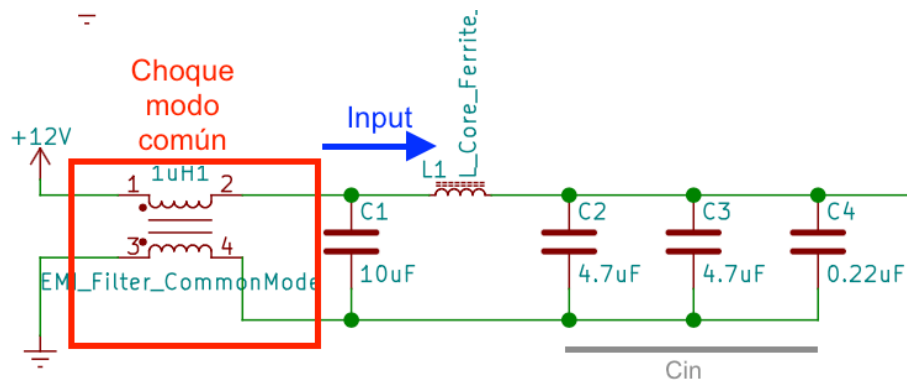 Choque
modo
común
Input
L_Core_Ferrite.
+12V
1 1uH1 2
L1
C1
C2
C3
C4
3 4
EMI_Filter_CommonMode
10uF
4.7uF
4.7uF
0.22uF
Cin